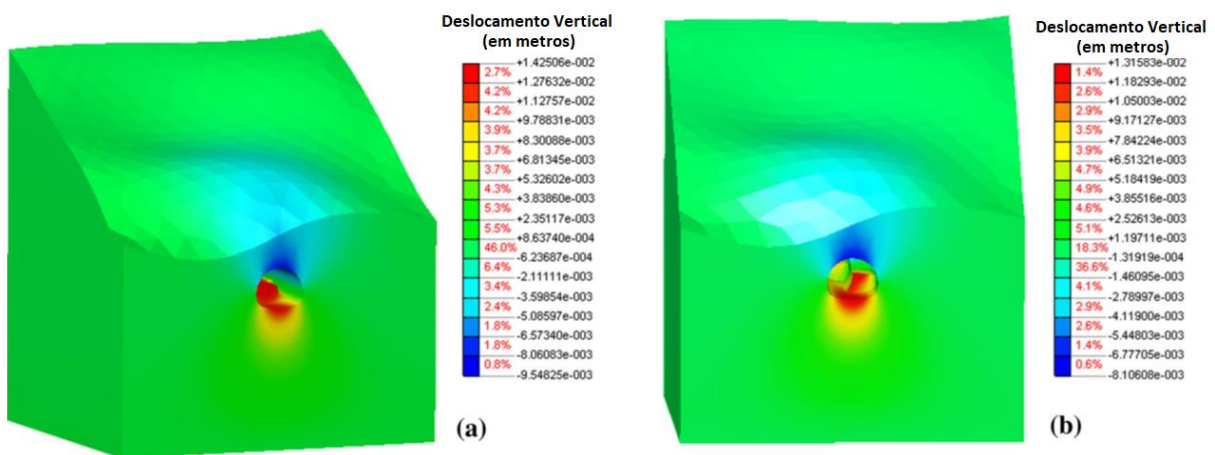 Deslocamento Vertical
(em metros)
+1.42506e-002
2.7%
+1.27632e-002
4.2%
+1.12757e-002
4.2%
+9.78831e-003
3.9%
+8.30088e-003
3.7%
+6.81345e-003
3.7%
+5.32602e-003
4.3%
+3.83860e-003
5.3%
+2.35117e-003
5.5%
+8.63740e-004
46.0%
-6.23687e-004
6.4%
-2.11111e-003
3.4%
-3.59854e-003
2.4%
-5.08597e-003
1.8%
-6.57340e-003
1.8%
-8.06083e-003
0.8%
-9.54825e-003
(a)
Deslocamento Vertical
(em metros)
+1.31583e-002
1.4%
+1.18293e-002
2.6%
+1.05003e-002
2.9%
+9.17127e-003
3.5%
+7.84224e-003
3.9%
+6.51321e-003
4.7%
+5.18419e-003
4.9%
+3.85516e-003
4.6%
+2.52613e-003
5.1%
+1.19711e-003
18.3%
-1.31919e-004
36.6%
-1.46095e-003
4.1%
-2.78997e-003
2.9%
-4.11900e-003
2.6%
-5.44803e-003
1.4%
-6.77705e-003
0.6%
-8.10608e-003
(b)